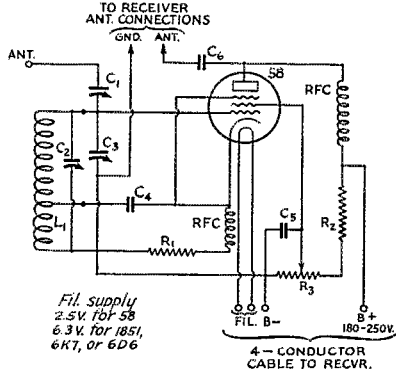 TO RECEIVER
ANT. CONNECTIONS
GND. ANT.
ANT.
C6
58
C1
RFC
C2
C3
C4
C5
L1
RFC
R1
R2
R3
Fil. supply
2.5V. for 58
6.3V. for 1851,
6K7, or 6D6
FIL. B-
B+
180-250V.
4-CONDUCTOR
CABLE TO RECVR.